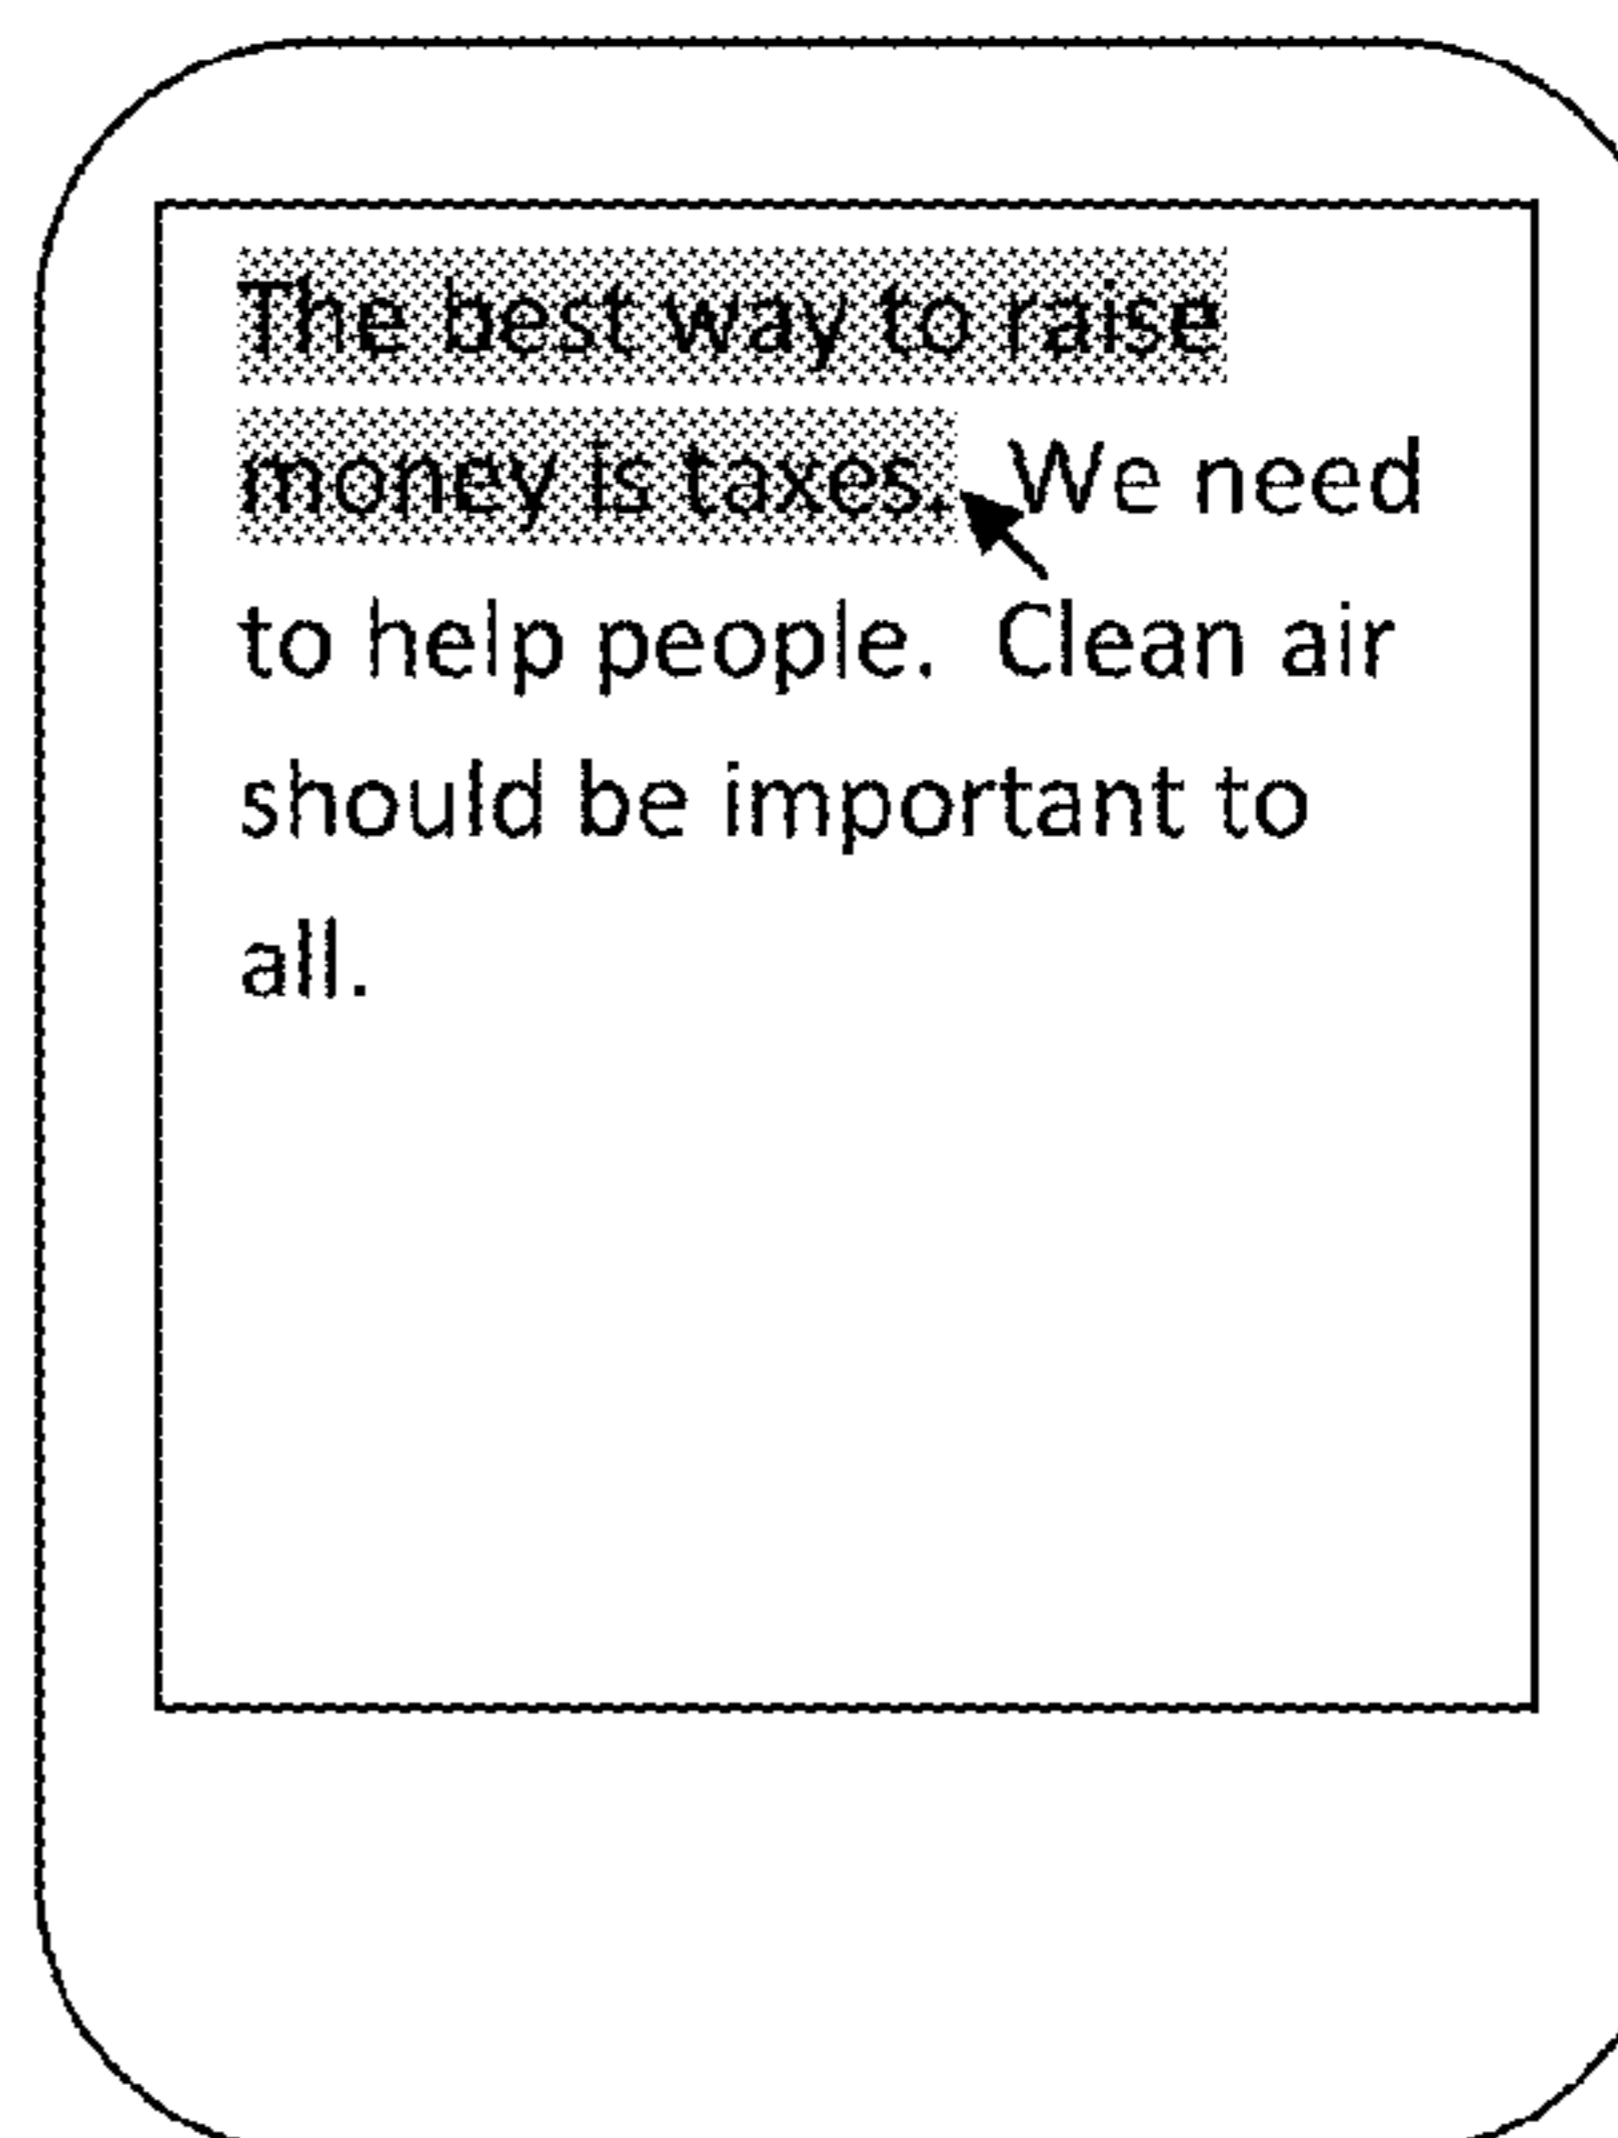 The best way to raise
money is taxes.  We need
to help people.  Clean air
should be important to
all.